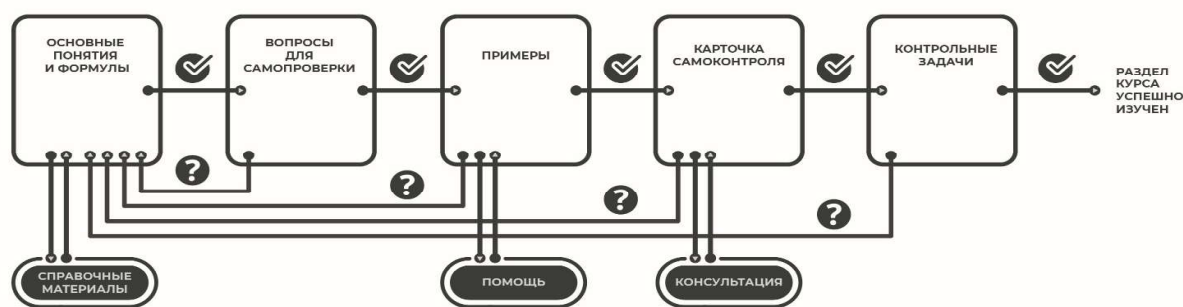 ОСНОВНЫЕ
ПОНЯТИЯ
И ФОРМУЛЫ
ВОПРОСЫ
ДЛЯ
САМОПРОВЕРКИ
ПРИМЕРЫ
КАРТОЧКА
САМОКОНТРОЛЯ
КОНТРОЛЬНЫЕ
ЗАДАЧИ
РАЗДЕЛ
КУРСА
УСПЕШНО
ИЗУЧЕН
?
?
?
?
СПРАВОЧНЫЕ
МАТЕРИАЛЫ
ПОМОЩЬ
КОНСУЛЬТАЦИЯ